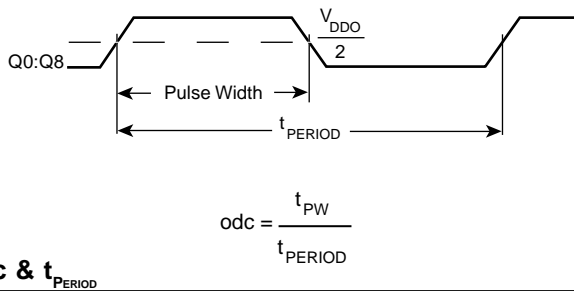 V DDO
2
Q0:Q8
Pulse Width
t PERIOD
odc = t PW
t PERIOD
c & t PERIOD